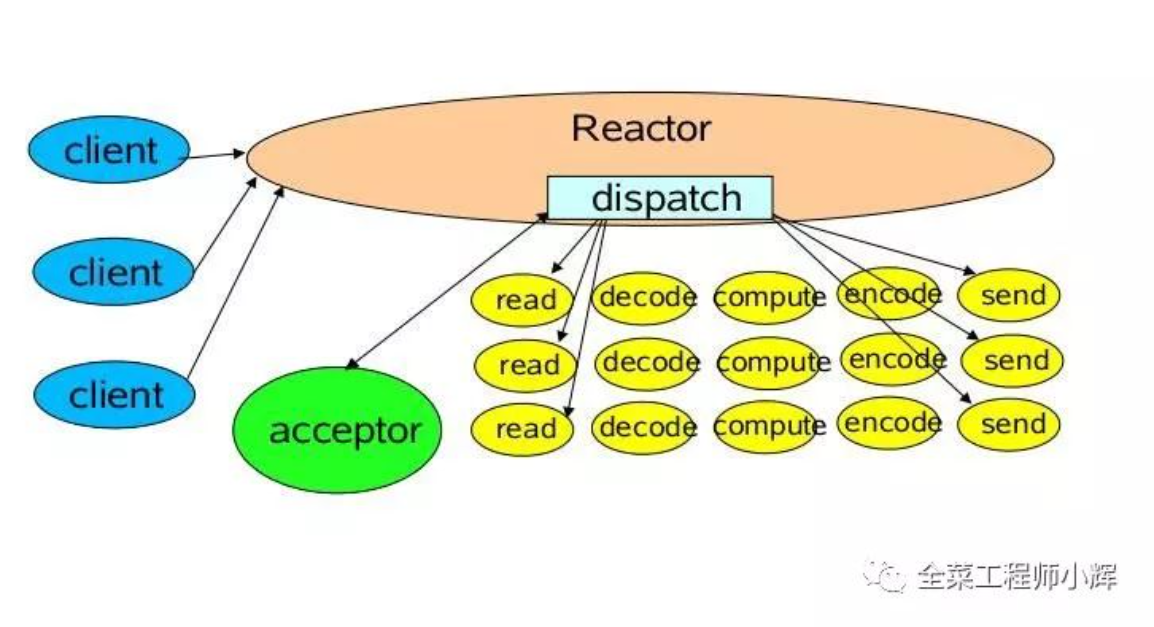 Reactor
client
dispatch
client
client
acceptor
read decode compute encode send
read decode compute encode send
read decode compute encode send
全菜工程师小辉